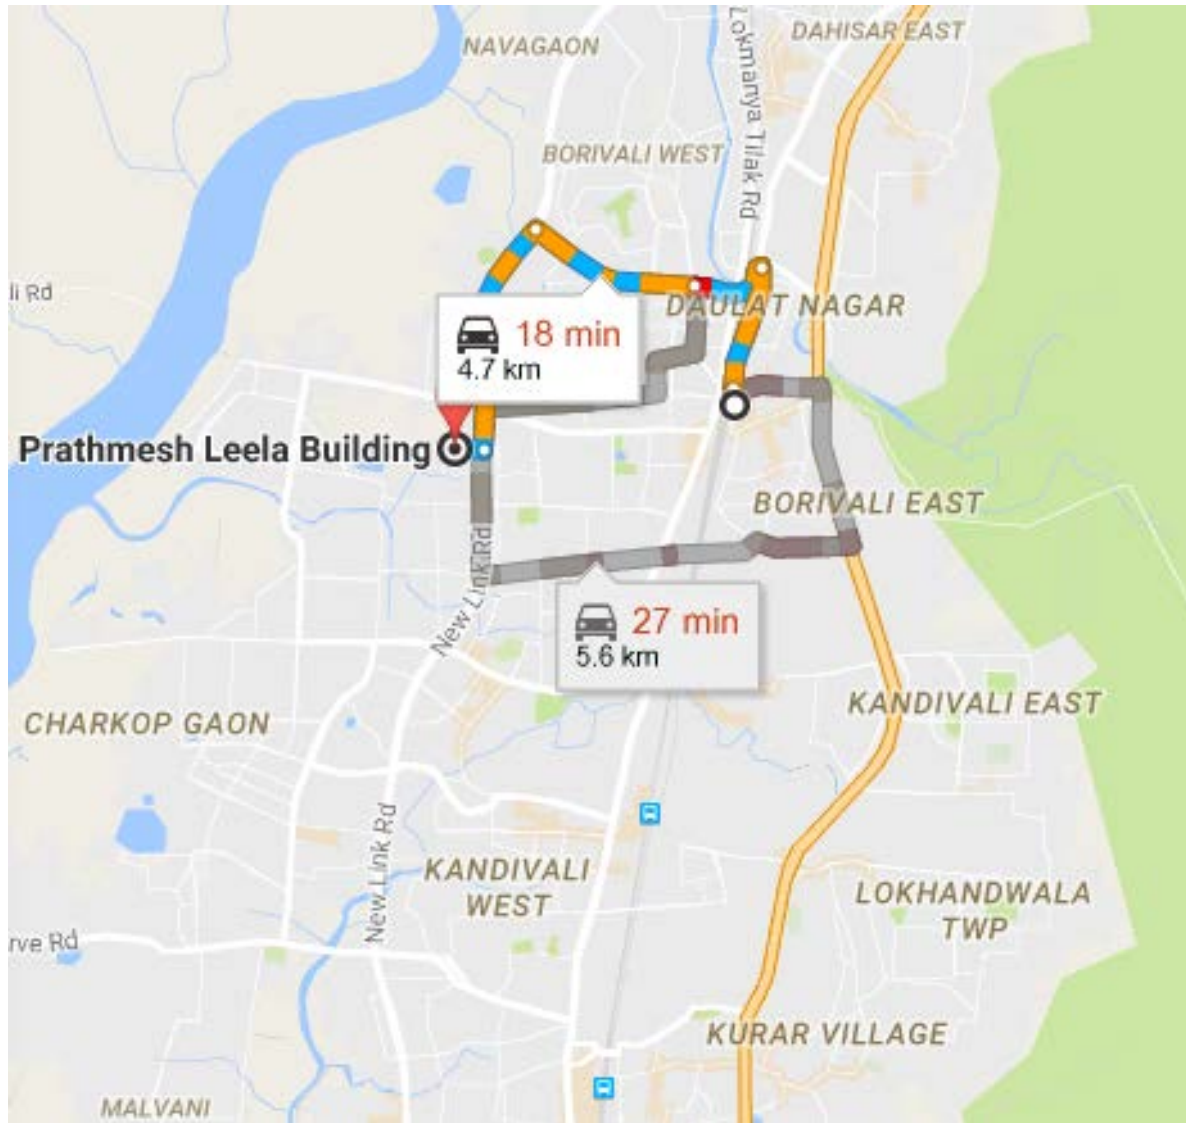 NAVAGAON
DAHISAR EAST
Lokmanya Tilak Rd
BORIVALI WEST
li Rd
DAULAT NAGAR
18 min
4.7 km
Prathmesh Leela Building
BORIVALI EAST
New Link Rd
27 min
5.6 km
CHARKOP GAON
KANDIVALI EAST
New Link Rd
KANDIVALI
WEST
LOKHANDWALA
TWP
rve Rd
KURAR VILLAGE
MALVANI